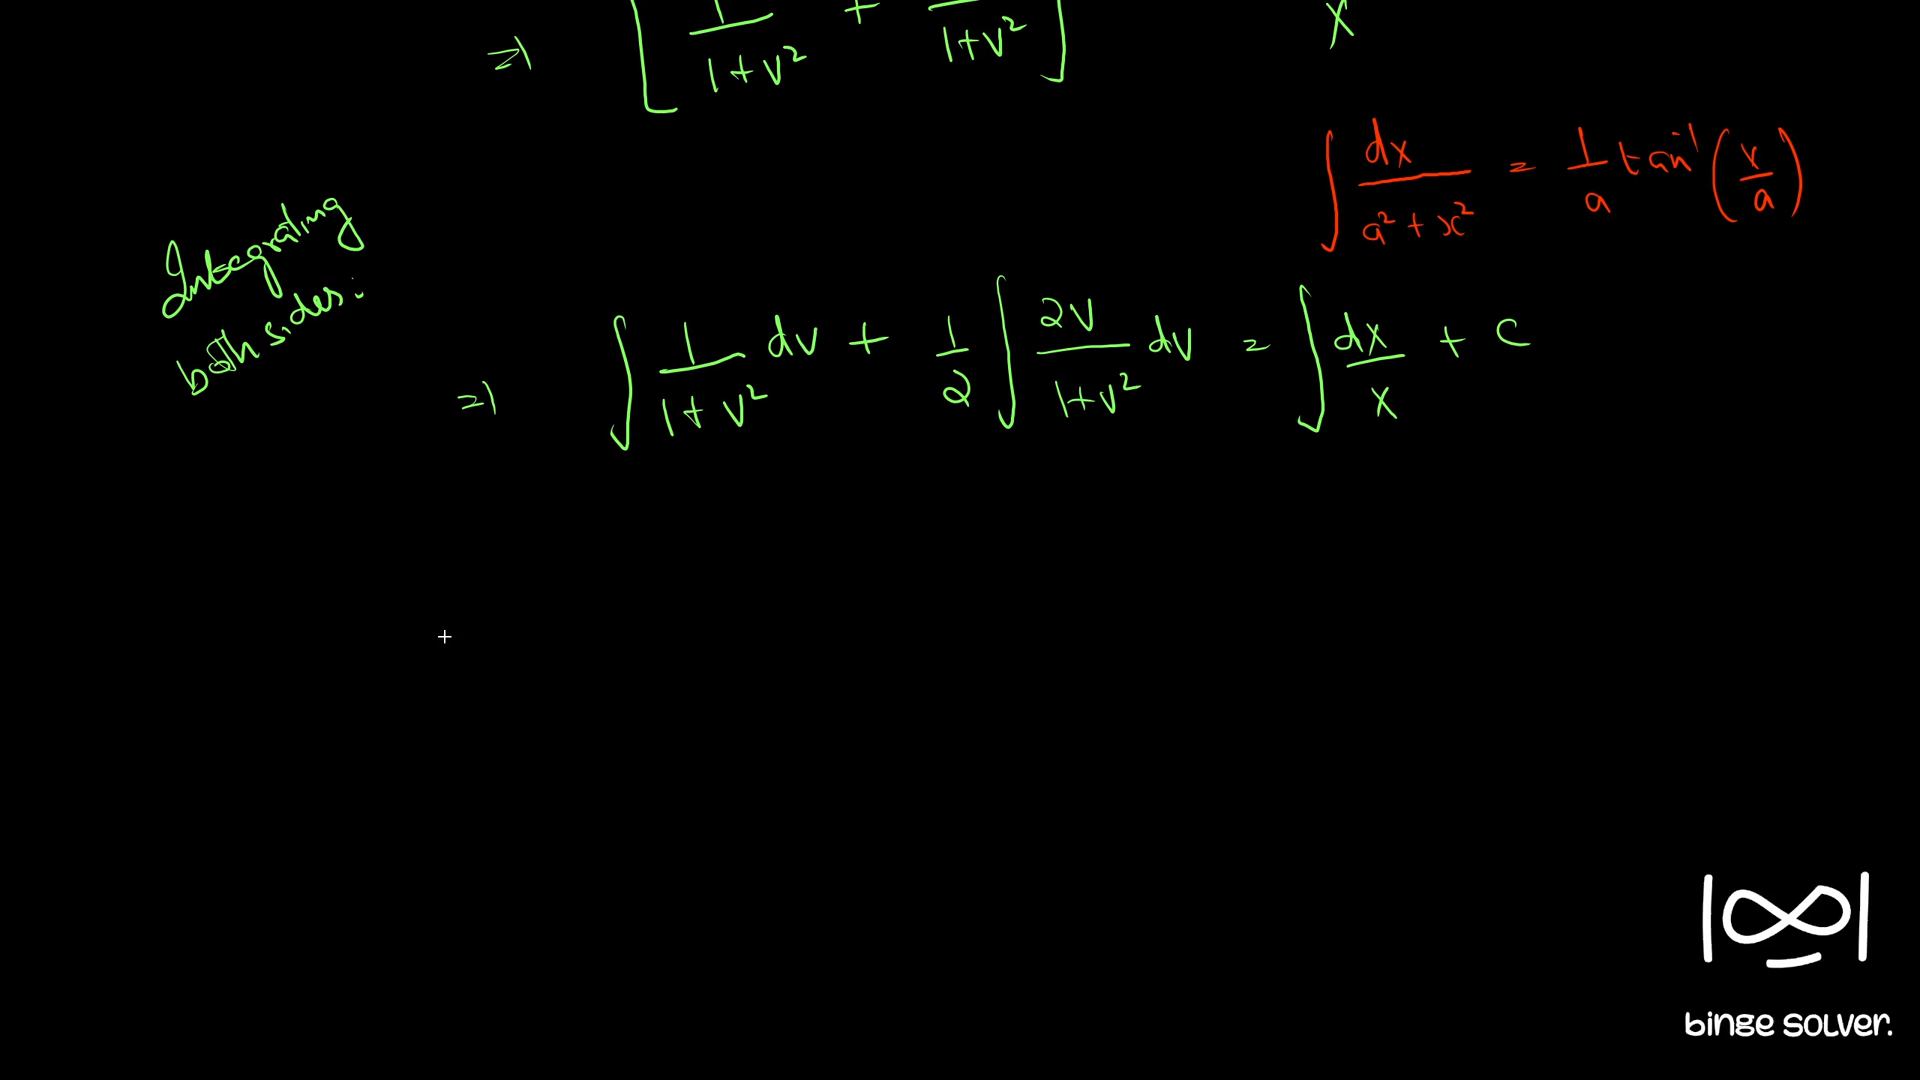 => [ 1/(1+v²) + /(1+v²) ] x
∫ dx/(a² + x²) = 1/a tan⁻¹ (x/a)
Integrating
both sides:
=> ∫ 1/(1+v²) dv + 1/2 ∫ 2v/(1+v²) dv = ∫ dx/x + c
binge solver.